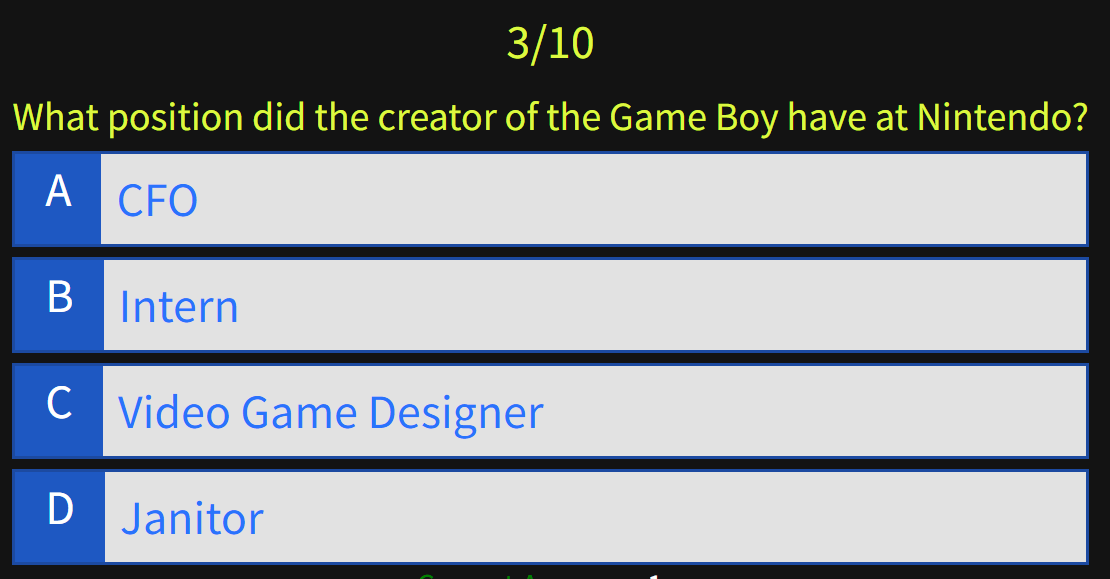 3/10
What position did the creator of the Game Boy have at Nintendo?
A CFO
B Intern
C Video Game Designer
D Janitor